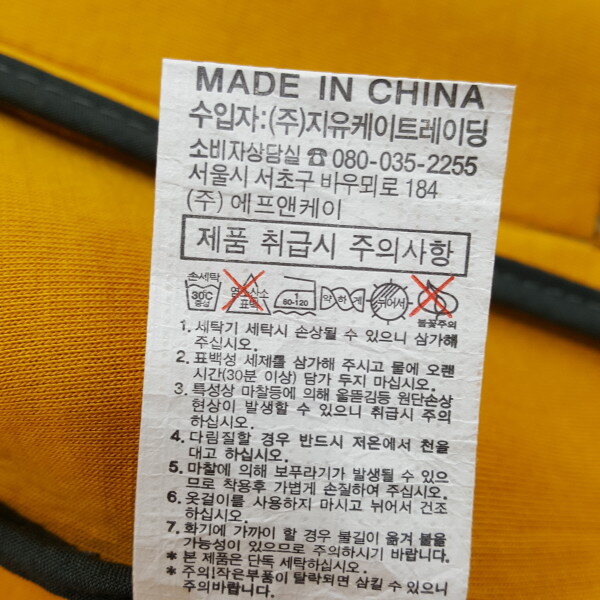 MADE IN CHINA
수입자:(주)지유케이트레이딩
소비자상담실 ☎ 080-035-2255
서울시 서초구 바우뫼로 184
(주) 에프앤케이
제품 취급시 주의사항
손세탁
30℃ 중성
염소산소 표백
1 60-120
약하게
뉘어서
불꽃주의
1. 세탁기 세탁시 손상될 수 있으니 삼가해
주십시오.
2. 표백성 세제를 삼가해 주시고 물에 오랜
시간(30분 이상) 담가 두지 마십시오.
3. 특성상 마찰등에 의해 올뜯김등 원단손상
현상이 발생할 수 있으니 취급시 주의
하십시오.
4. 다림질할 경우 반드시 저온에서 천을
대고 하십시오.
5. 마찰에 의해 보푸라기가 발생될 수 있으
므로 착용후 가볍게 손질하여 주십시오.
6. 옷걸이를 사용하지 마시고 뉘어서 건조
하십시오.
7. 화기에 가까이 할 경우 불길이 옮겨 붙을
가능성이 있으므로 주의하시기 바랍니다.
* 본 제품은 단독 세탁하십시오.
* 주의!작은부품이 탈락되면 삼킬 수 있으니
주의바랍니다.